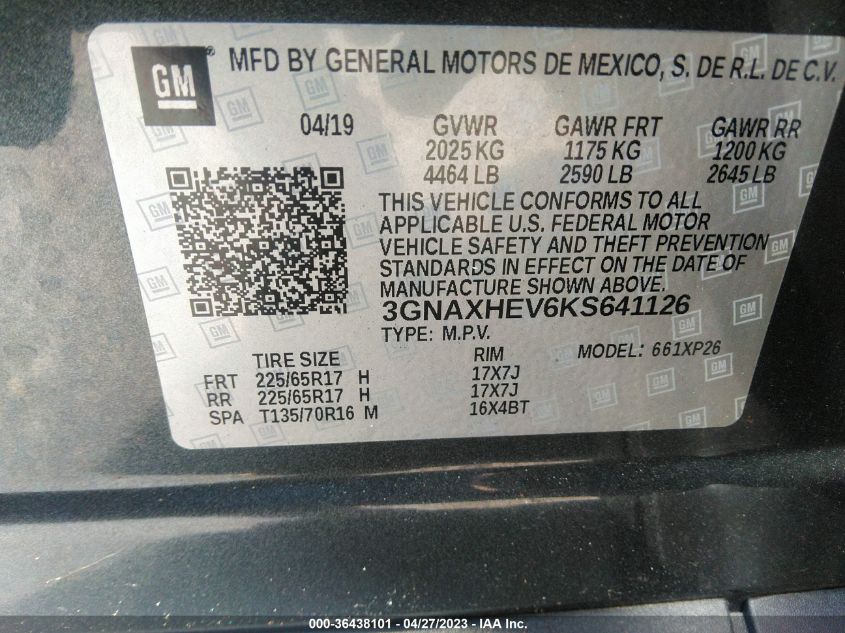 GM ® MFD BY GENERAL MOTORS DE MEXICO, S. DE R.L. DE C.V.
04/19 GVWR GAWR FRT GAWR RR
2025 KG 1175 KG 1200 KG
4464 LB 2590 LB 2645 LB
THIS VEHICLE CONFORMS TO ALL
APPLICABLE U.S. FEDERAL MOTOR
VEHICLE SAFETY AND THEFT PREVENTION
STANDARDS IN EFFECT ON THE DATE OF
MANUFACTURE SHOWN ABOVE.
3GNAXHEV6KS641126
TYPE: M.P.V. MODEL: 661XP26
TIRE SIZE RIM
FRT 225/65R17 H 17X7J
RR 225/65R17 H 17X7J
SPA T135/70R16 M 16X4BT
000-36438101 - 04/27/2023 - IAA Inc.